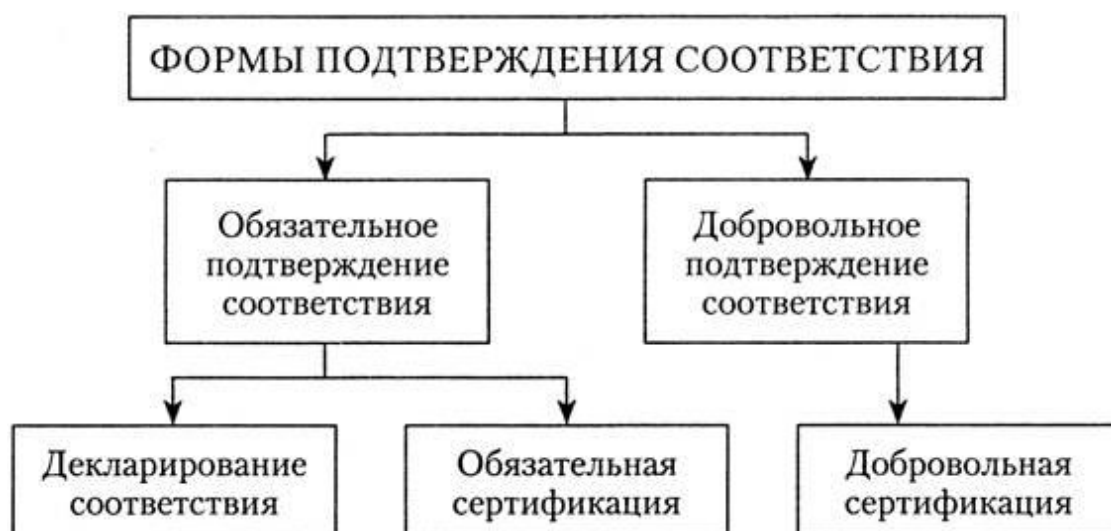 ФОРМЫ ПОДТВЕРЖДЕНИЯ СООТВЕТСТВИЯ
Обязательное
подтверждение
соответствия
Добровольное
подтверждение
соответствия
Декларирование
соответствия
Обязательная
сертификация
Добровольная
сертификация